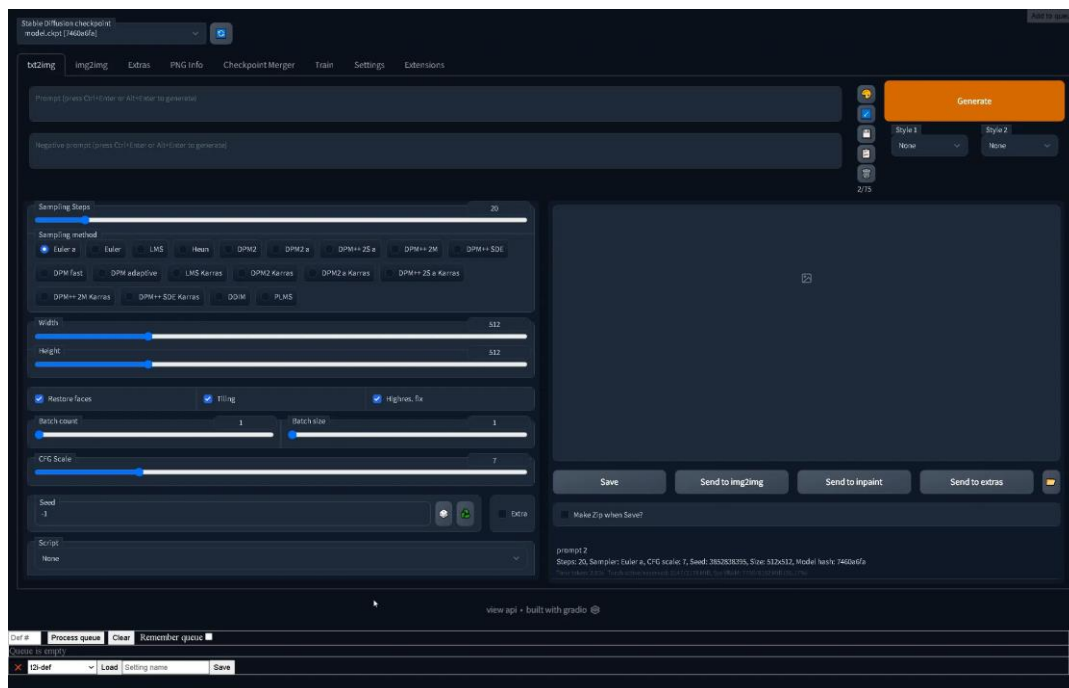 Stable Diffusion checkpoint
model.ckpt [7460a6fa]
Add to queue
txt2img img2img Extras PNG Info Checkpoint Merger Train Settings Extensions
Prompt (press Ctrl+Enter or Alt+Enter to generate)
Generate
Negative prompt (press Ctrl+Enter or Alt+Enter to generate)
Style 1 Style 2
None None
2/75
Sampling Steps 20
Sampling method
Euler a Euler LMS Heun DPM2 DPM2 a DPM++ 2S a DPM++ 2M DPM++ SDE
DPM fast DPM adaptive LMS Karras DPM2 Karras DPM2 a Karras DPM++ 2S a Karras
DPM++ 2M Karras DPM++ SDE Karras DDIM PLMS
Width 512
Height 512
Restore faces Tiling Highres. fix
Batch count 1 Batch size 1
CFG Scale 7
Seed
-1
Extra
Script
None
Save Send to img2img Send to inpaint Send to extras
Make Zip when Save?
prompt 2
Steps: 20, Sampler: Euler a, CFG scale: 7, Seed: 3852838395, Size: 512x512, Model hash: 7460a6fa
view api • built with gradio
Def # Process queue Clear Remember queue
Queue is empty
t2i-def Load Setting name Save